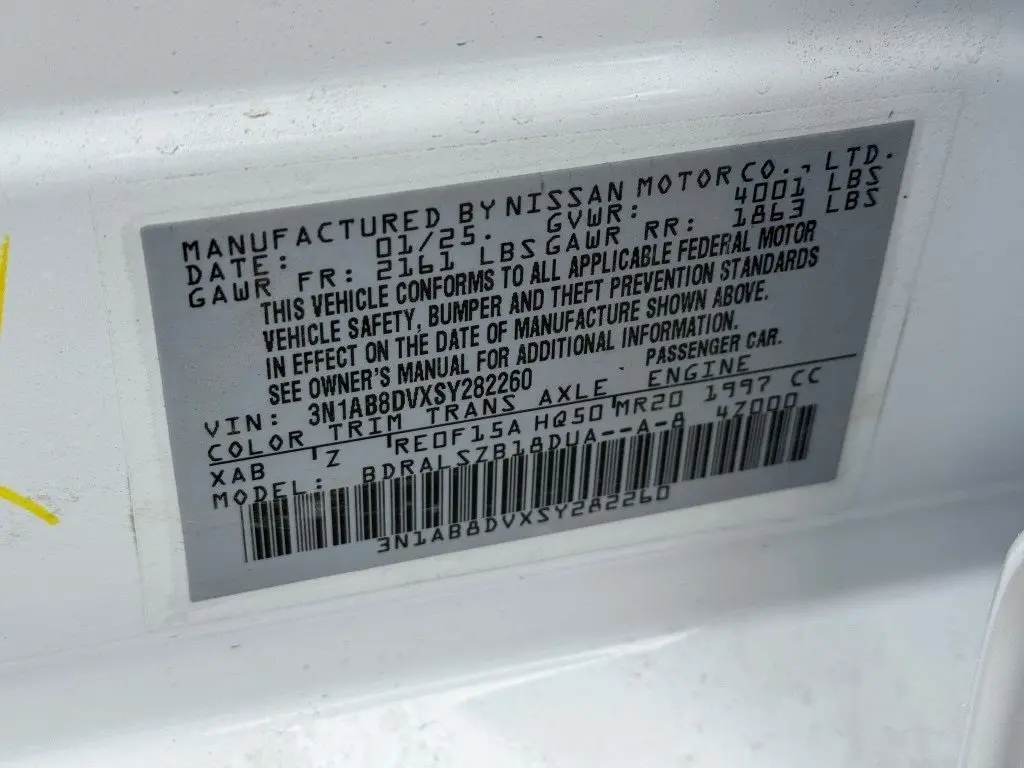 MANUFACTURED BY NISSAN MOTOR CO., LTD.
DATE: 01/25. GVWR: 4001 LBS
GAWR FR: 2161 LBS GAWR RR: 1863 LBS
THIS VEHICLE CONFORMS TO ALL APPLICABLE FEDERAL MOTOR
VEHICLE SAFETY, BUMPER AND THEFT PREVENTION STANDARDS
IN EFFECT ON THE DATE OF MANUFACTURE SHOWN ABOVE.
SEE OWNER'S MANUAL FOR ADDITIONAL INFORMATION.
VIN: 3N1AB8DVXSY282260 PASSENGER CAR.
COLOR TRIM TRANS AXLE ENGINE
XAB Z RE0F15A HQ50 MR20 1997 CC
MODEL: BDRALSZB18DUA--A-8 4Z000
3N1AB8DVXSY282260